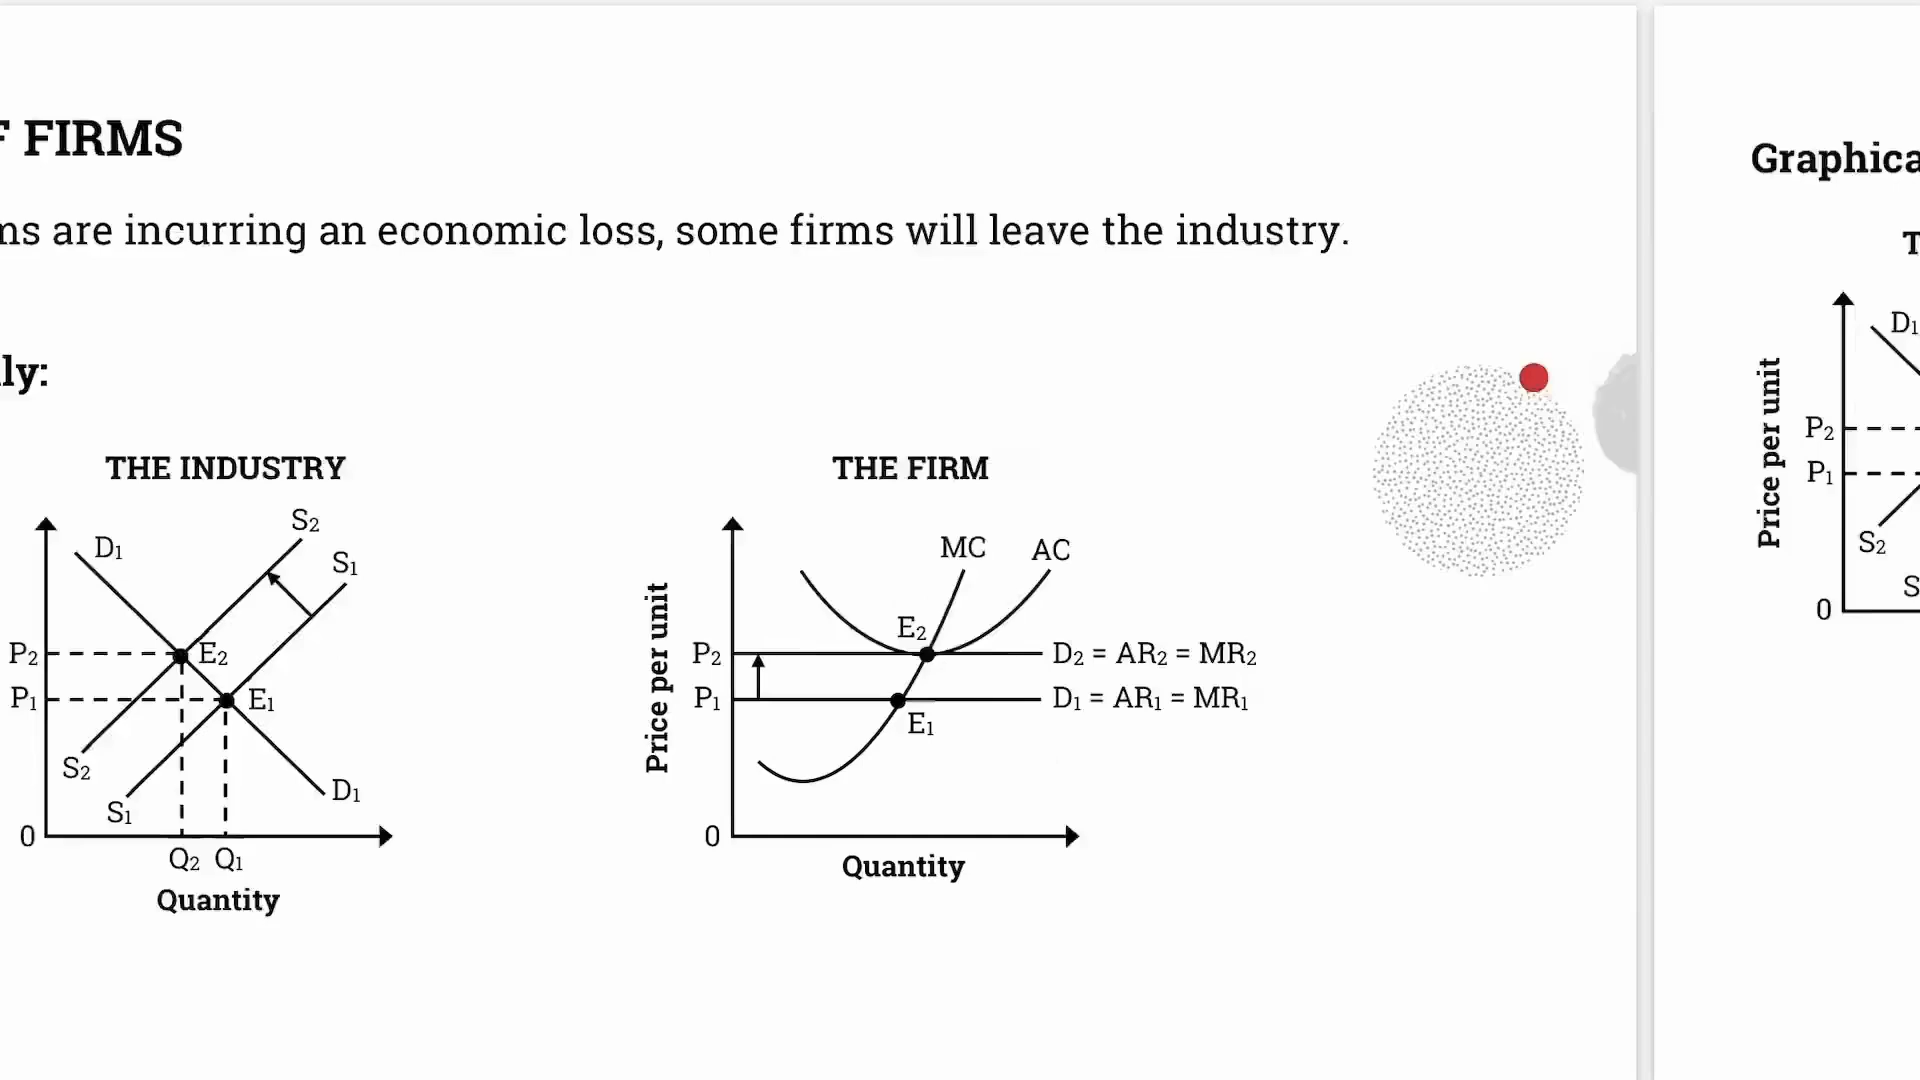 F FIRMS
ms are incurring an economic loss, some firms will leave the industry.
lly:
THE INDUSTRY
S₂
D₁
S₁
P₂
E₂
P₁
E₁
S₂
S₁
D₁
0
Q₂ Q₁
Quantity
THE FIRM
MC AC
Price per unit
E₂
P₂
D₂ = AR₂ = MR₂
P₁
D₁ = AR₁ = MR₁
E₁
0
Quantity
Graphica
T
D₁
Price per unit
P₂
P₁
S₂
S
0